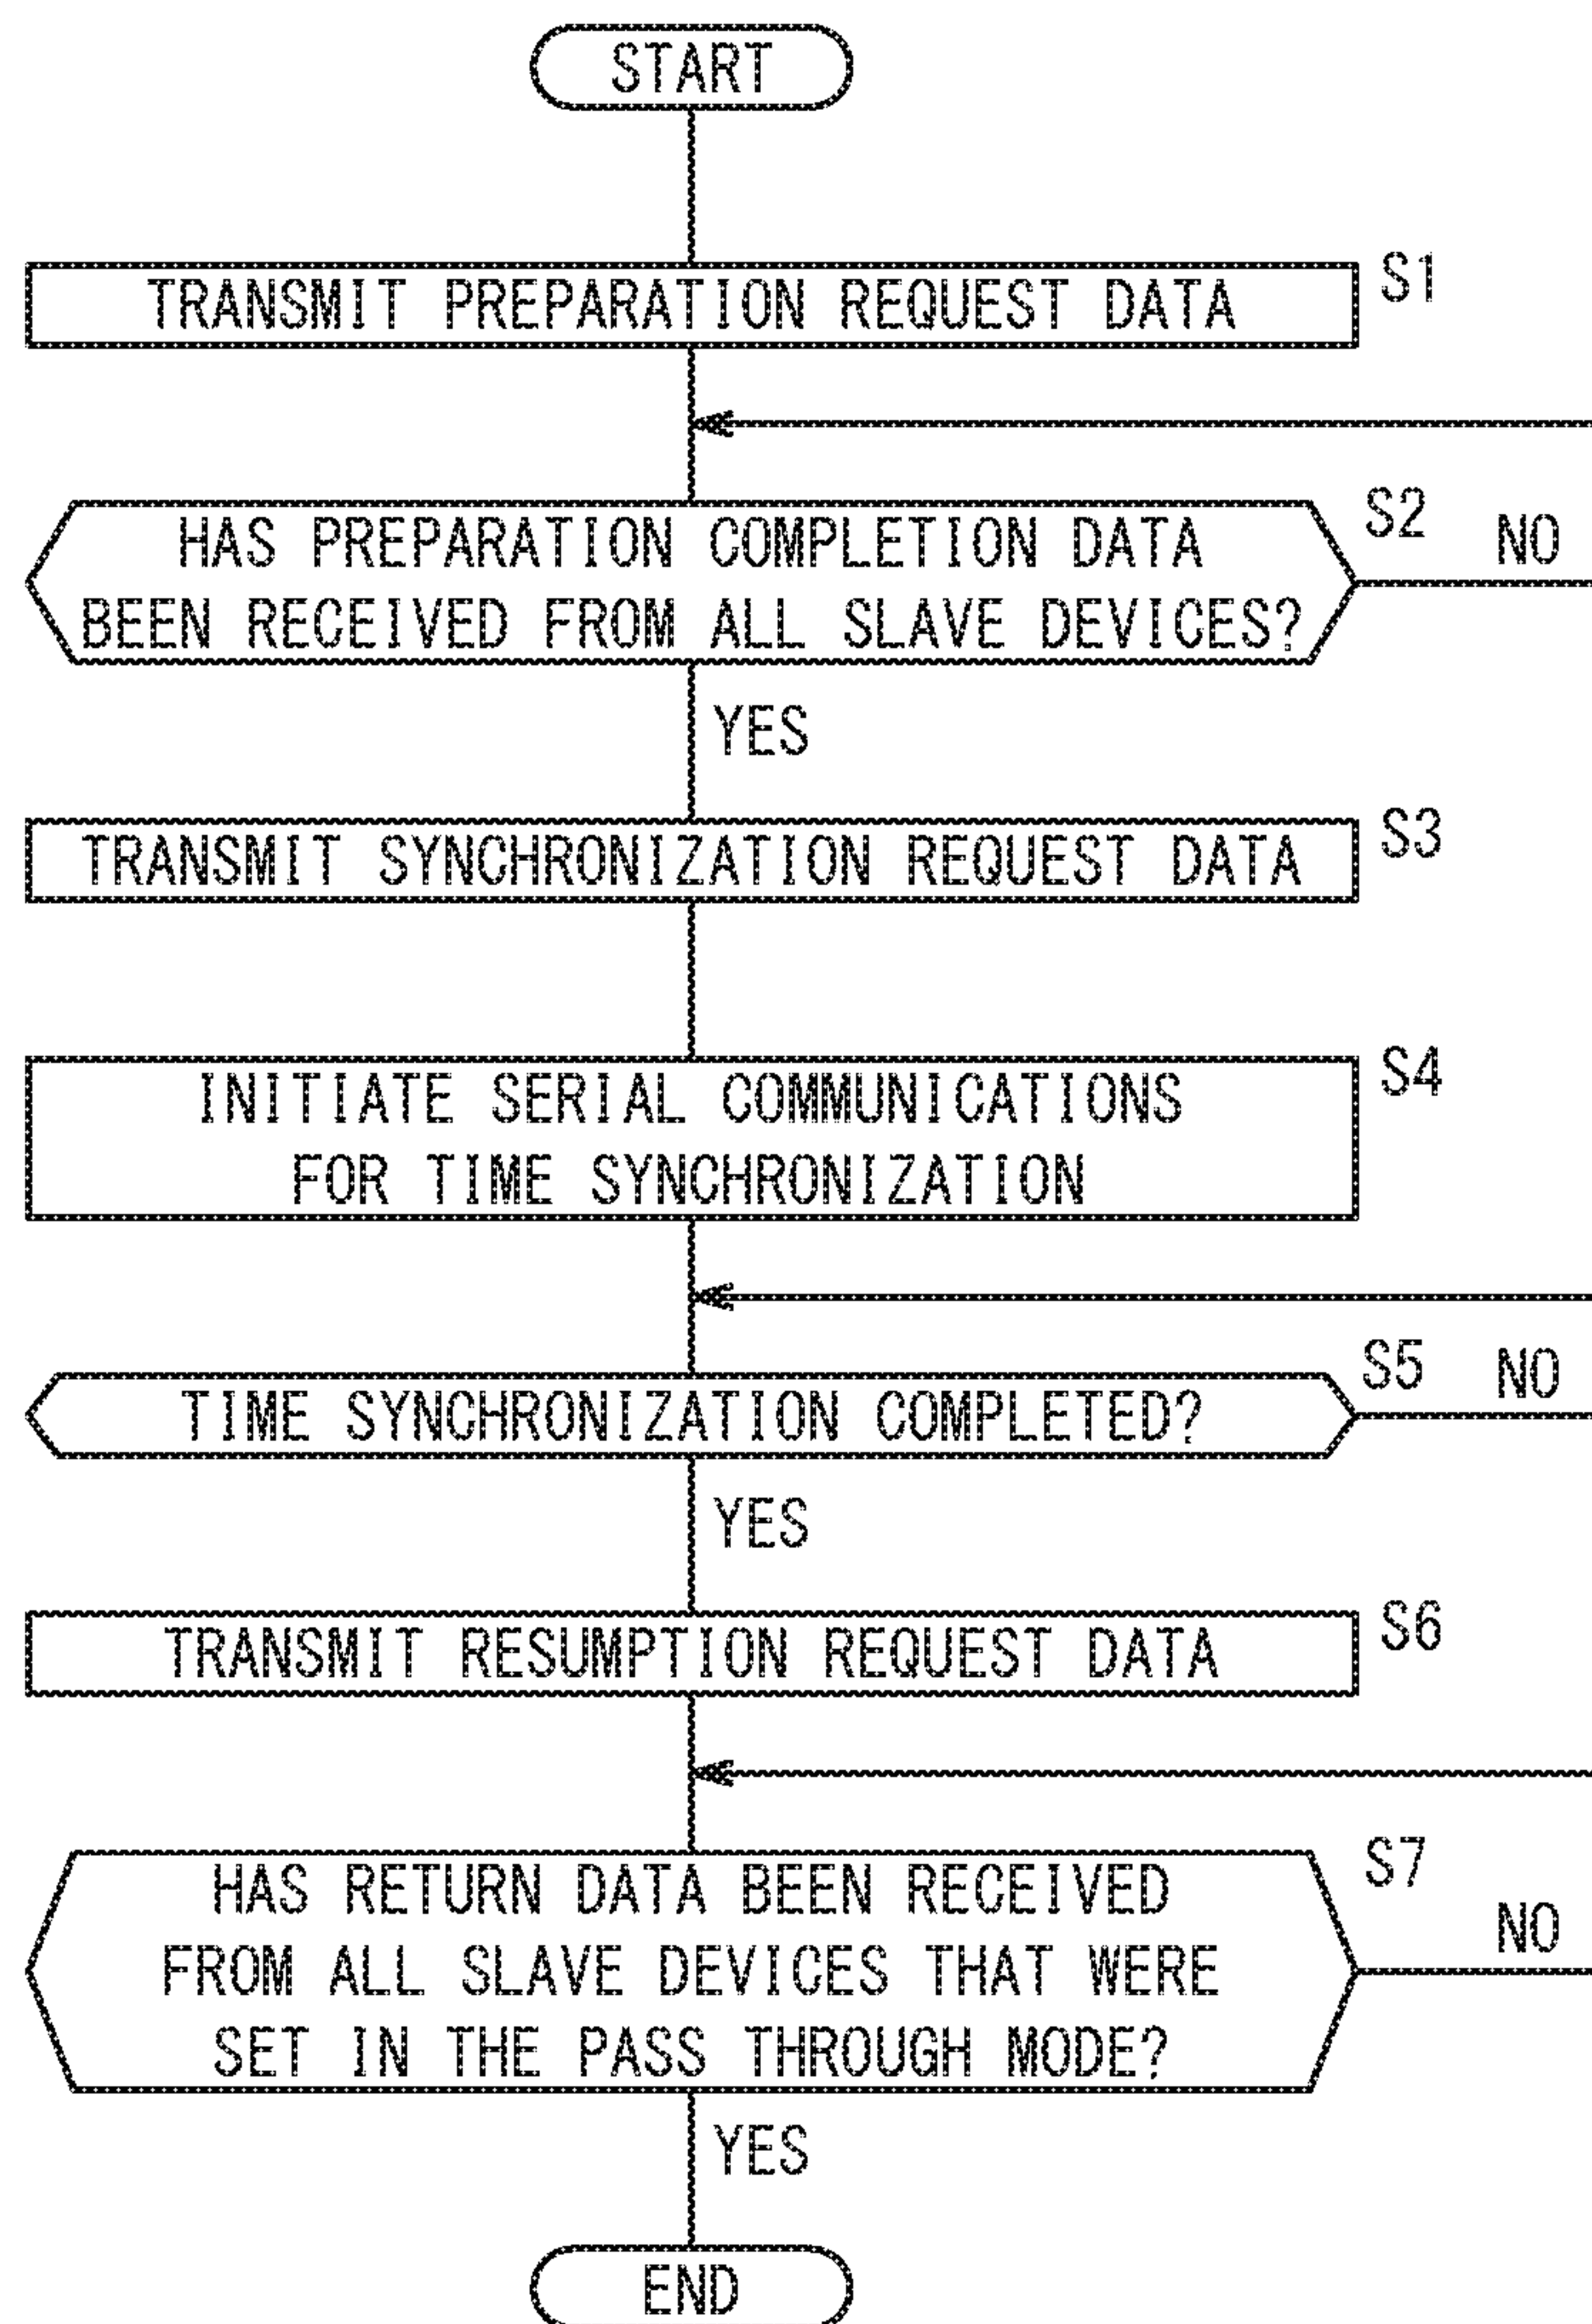 START
TRANSMIT PREPARATION REQUEST DATA
S1
HAS PREPARATION COMPLETION DATA
BEEN RECEIVED FROM ALL SLAVE DEVICES?
S2
NO
YES
TRANSMIT SYNCHRONIZATION REQUEST DATA
S3
INITIATE SERIAL COMMUNICATIONS
FOR TIME SYNCHRONIZATION
S4
TIME SYNCHRONIZATION COMPLETED?
S5
NO
YES
TRANSMIT RESUMPTION REQUEST DATA
S6
HAS RETURN DATA BEEN RECEIVED
FROM ALL SLAVE DEVICES THAT WERE
SET IN THE PASS THROUGH MODE?
S7
NO
YES
END